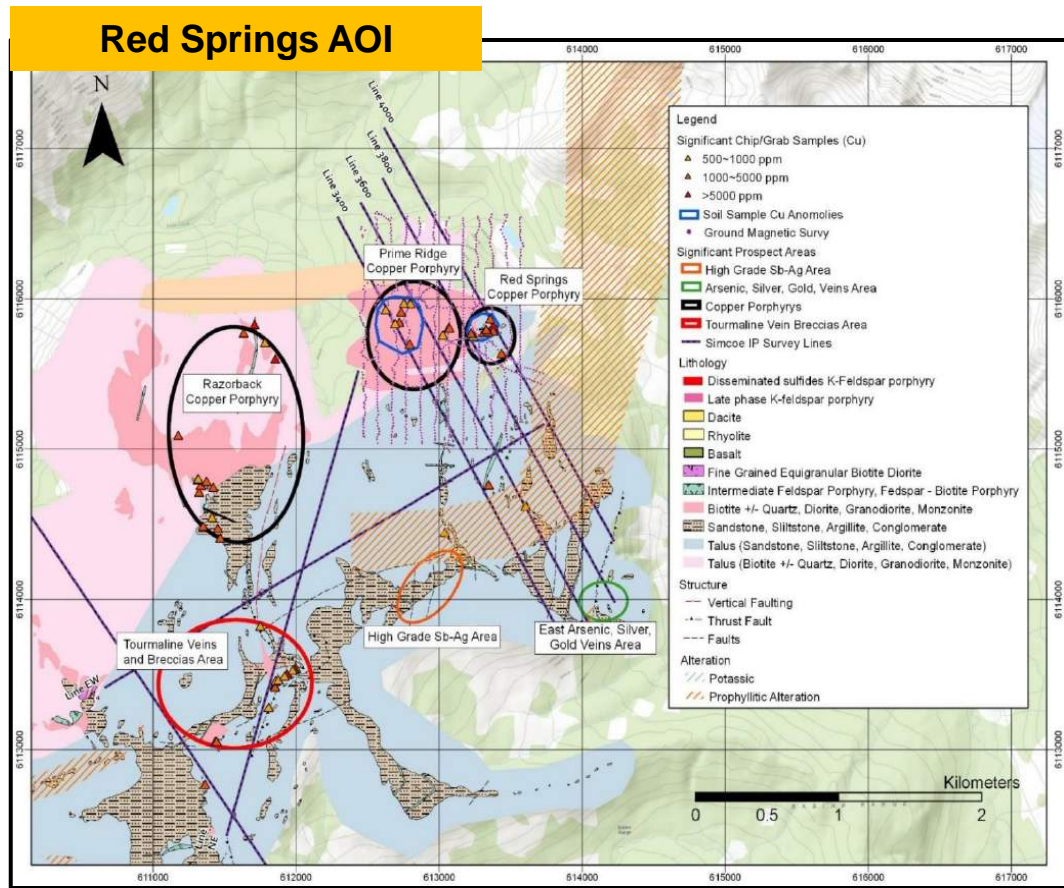 Red Springs AOI
614000
615000
616000
617000
N
6117000
6117000
6116000
6116000
6115000
6115000
6114000
6114000
6113000
6113000
Line 4000
Line 3800
Line 3600
Line 3400
Prime Ridge
Copper Porphyry
Red Springs
Copper Porphyry
Razorback
Copper Porphyry
Tourmaline Veins
and Breccias Area
High Grade Sb-Ag Area
East Arsenic, Silver,
Gold Veins Area
Line EW
Legend
Significant Chip/Grab Samples (Cu)
500~1000 ppm
1000~5000 ppm
>5000 ppm
Soil Sample Cu Anomolies
Ground Magnetic Survy
Significant Prospect Areas
High Grade Sb-Ag Area
Arsenic, Silver, Gold, Veins Area
Copper Porphyrys
Tourmaline Vein Breccias Area
Simcoe IP Survey Lines
Lithology
Disseminated sulfides K-Feldspar porphyry
Late phase K-feldspar porphyry
Dacite
Rhyolite
Basalt
Fine Grained Equigranular Biotite Diorite
Intermediate Feldspar Porphyry, Fedspar - Biotite Porphyry
Biotite +/- Quartz, Diorite, Granodiorite, Monzonite
Sandstone, Sliltstone, Argillite, Conglomerate
Talus (Sandstone, Sliltstone, Argillite, Conglomerate)
Talus (Biotite +/- Quartz, Diorite, Granodiorite, Monzonite)
Structure
Vertical Faulting
Thrust Fault
Faults
Alteration
Potassic
Prophyllitic Alteration
Kilometers
0 0.5 1 2
611000
612000
613000
614000
615000
616000
617000